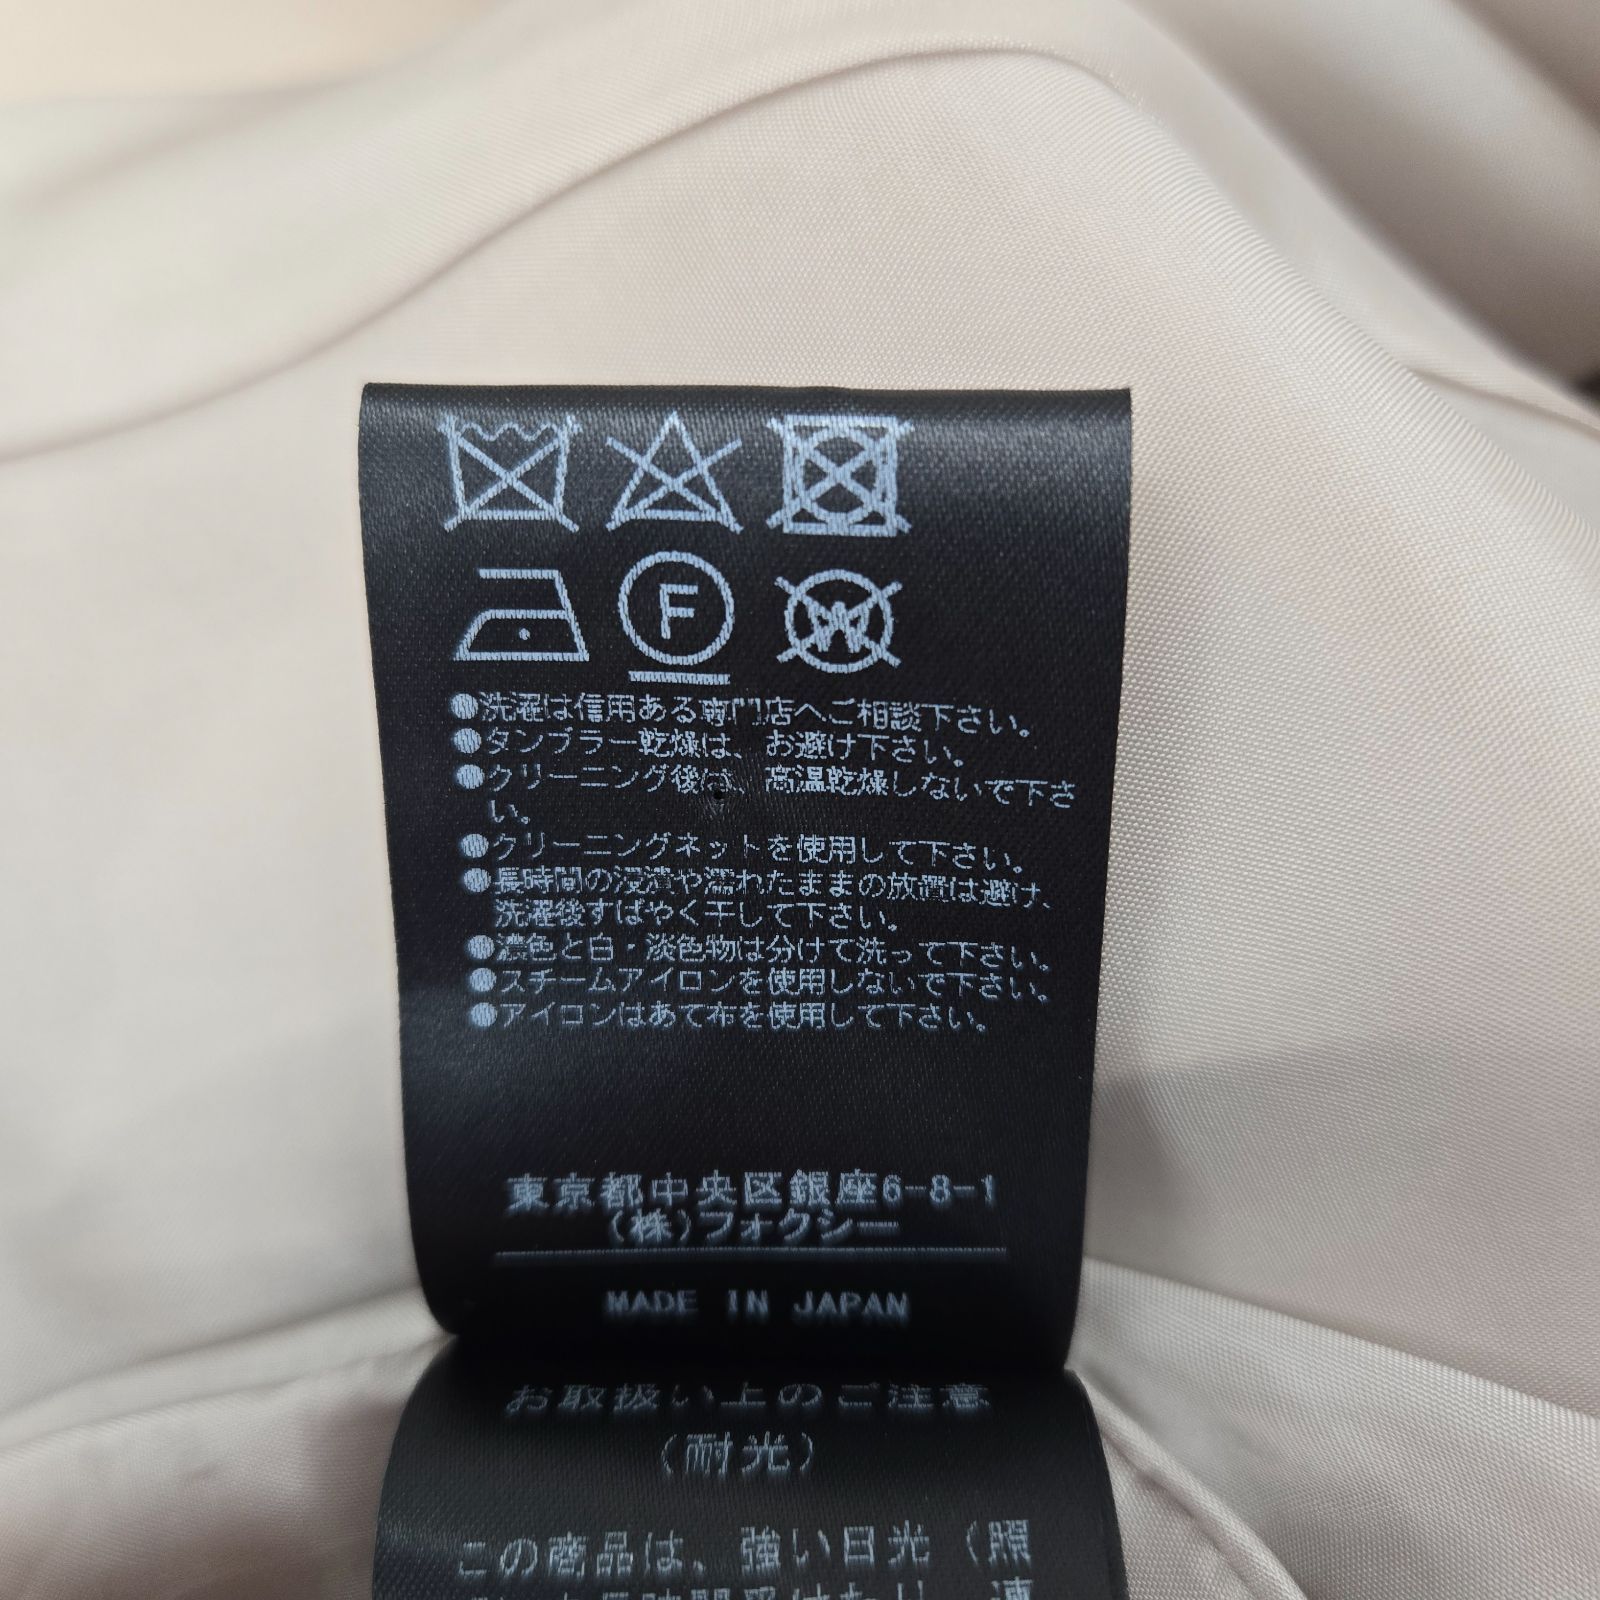 F
W
●洗濯は信用ある専門店へご相談下さい。
●タンブラー乾燥は、お避け下さい。
●クリーニング後は、高温乾燥しないで下さ
い。
●クリーニングネットを使用して下さい。
●長時間の浸漬や濡れたままの放置は避け、
洗濯後すばやく干して下さい。
●濃色と白・淡色物は分けて洗って下さい。
●スチームアイロンを使用しないで下さい。
●アイロンはあて布を使用して下さい。
東京都中央区銀座6-8-1
(株)フォクシー
MADE IN JAPAN
お取扱い上のご注意
(耐光)
この商品は、強い日光(照